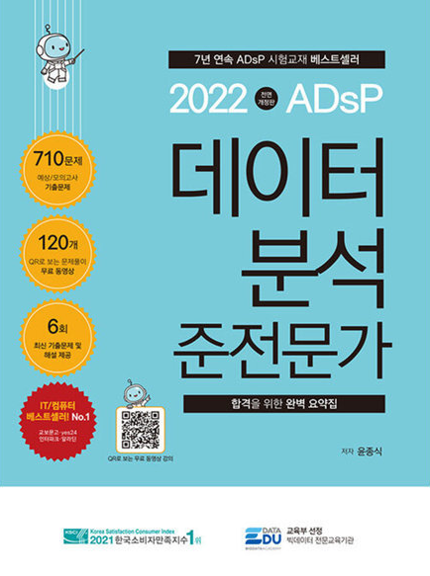 7년 연속 ADsP 시험교재 베스트셀러
2022 전면 개정판 ADsP
데이터
분석
준전문가
합격을 위한 완벽 요약집
저자 윤종식
710문제
예상/모의고사
기출문제
120개
QR로 보는 문제풀이
무료 동영상
6회
최신 기출문제 및
해설 제공
IT/컴퓨터
베스트셀러! No.1
교보문고·yes24
인터파크·알라딘
QR로 보는 무료 동영상 강의
KSCI
Korea Satisfaction Consumer Index
2021한국소비자만족지수1위
DATA
EDU
교육부 선정
빅데이터 전문교육기관